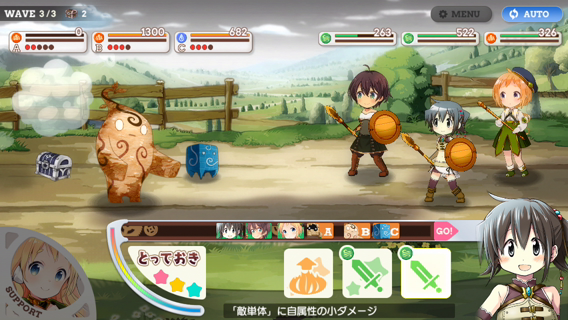 WAVE 3/3 2
MENU
AUTO
A 0
B 1300
C 682
263
522
326
A B C GO!
とっておき
SUPPORT
「敵単体」に自属性の小ダメージ